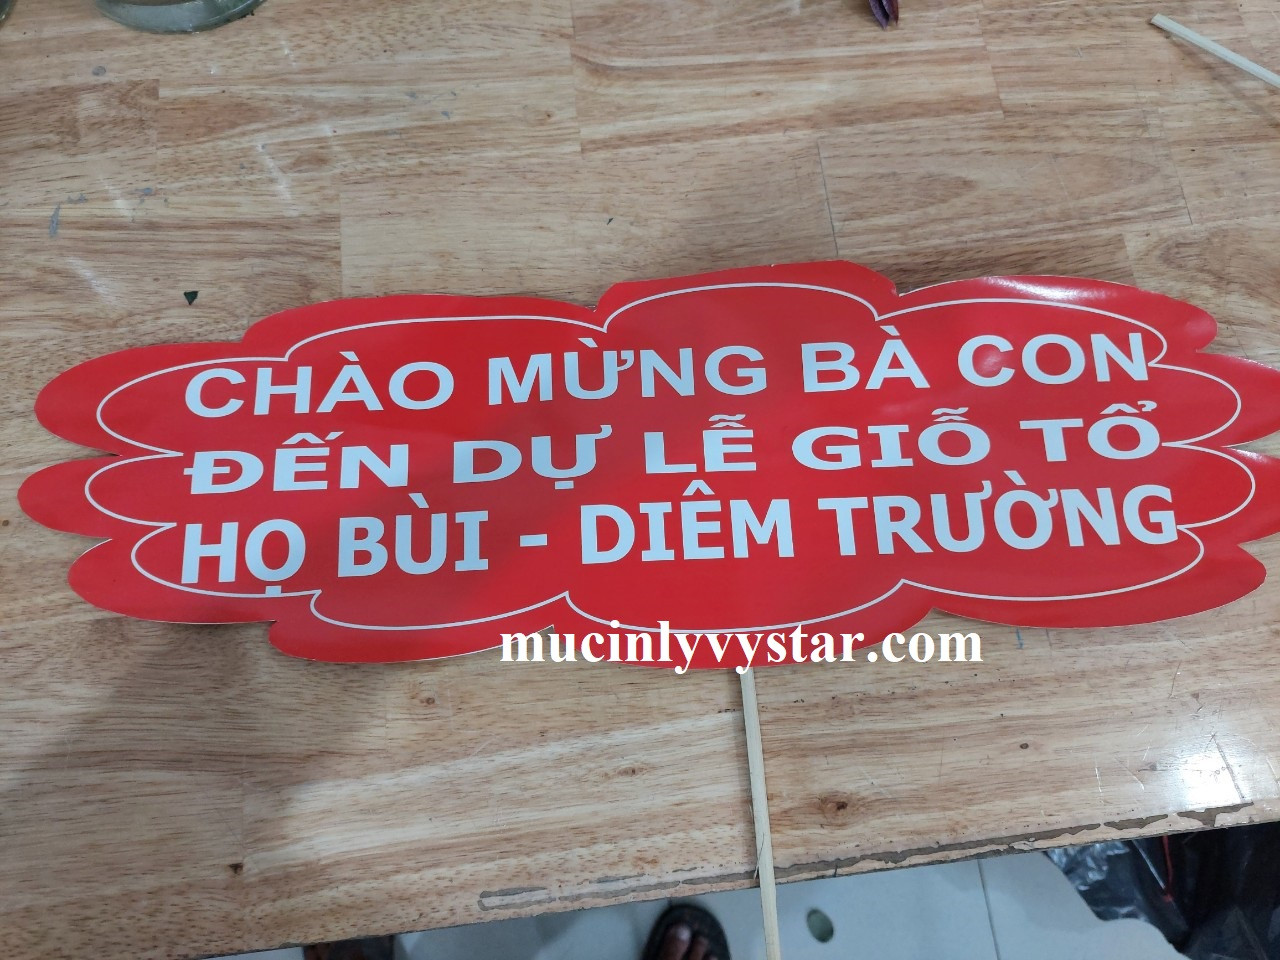 CHÀO MỪNG BÀ CON
ĐẾN DỰ LỄ GIỖ TỔ
HỌ BÙI - DIÊM TRƯỜNG
mucinlyvystar.com